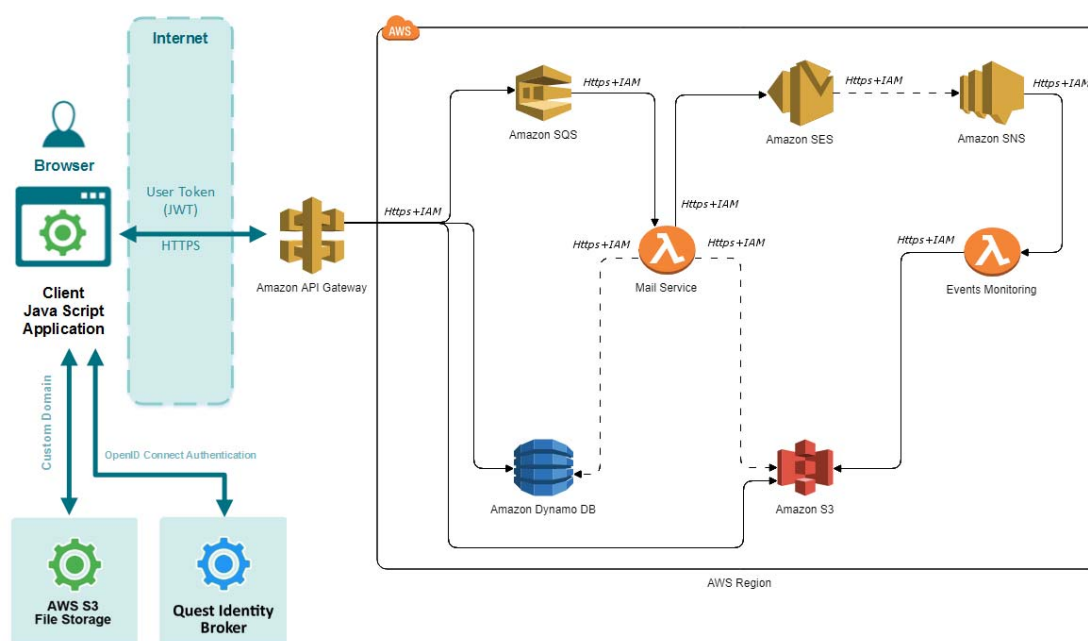 Internet
Browser
User Token
(JWT)
HTTPS
Client
Java Script
Application
Custom Domain
OpenID Connect Authentication
AWS S3
File Storage
Quest Identity
Broker
Amazon API Gateway
AWS
Https+IAM
Amazon SQS
Https+IAM
Https+IAM
Amazon SES
Https+IAM
Amazon SNS
Https+IAM
Https+IAM
Https+IAM
Mail Service
Https+IAM
Events Monitoring
Amazon Dynamo DB
Amazon S3
AWS Region